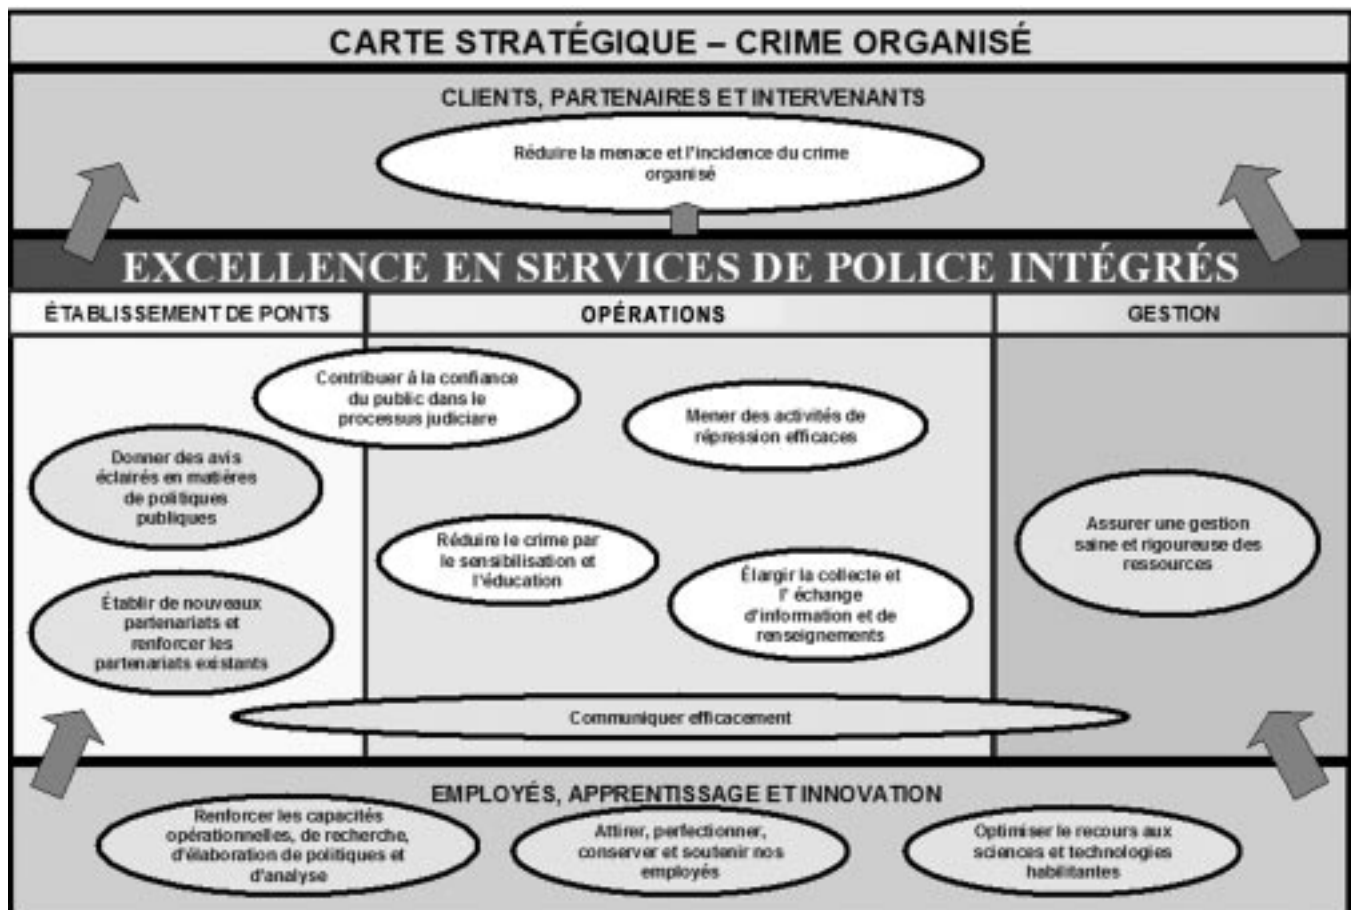 CARTE STRATÉGIQUE – CRIME ORGANISÉ
CLIENTS, PARTENAIRES ET INTERVENANTS
Réduire la menace et l'incidence du crime
organisé
EXCELLENCE EN SERVICES DE POLICE INTÉGRÉS
ÉTABLISSEMENT DE PONTS
OPÉRATIONS
GESTION
Contribuer à la confiance
du public dans le
processus judiciare
Mener des activités de
répression efficaces
Donner des avis
éclairés en matières
de politiques
publiques
Réduire le crime par
le sensibilisation et
l'éducation
Assurer une gestion
saine et rigoureuse des
ressources
Élargir la collecte et
l' échange
d'information et de
renseignements
Établir de nouveaux
partenariats et
renforcer les
partenariats existants
Communiquer efficacement
EMPLOYÉS, APPRENTISSAGE ET INNOVATION
Renforcer les capacités
opérationnelles, de recherche,
d'élaboration de politiques et
d'analyse
Attirer, perfectionner,
conserver et soutenir nos
employés
Optimiser le recours aux
sciences et technologies
habilitantes